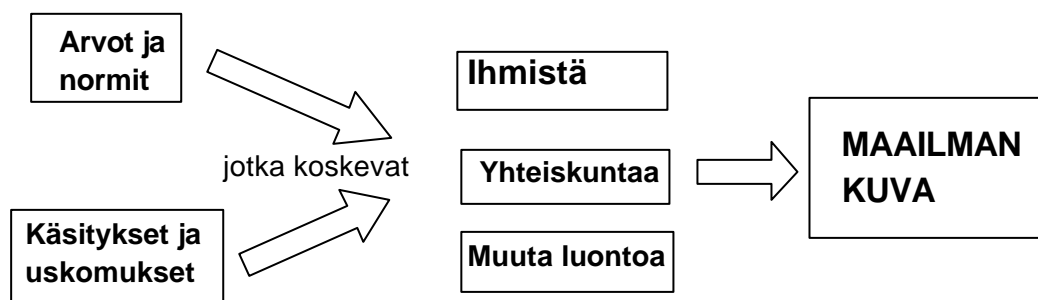 Arvot ja
normit
jotka koskevat
Käsitykset ja
uskomukset
Ihmistä
Yhteiskuntaa
Muuta luontoa
MAAILMAN
KUVA